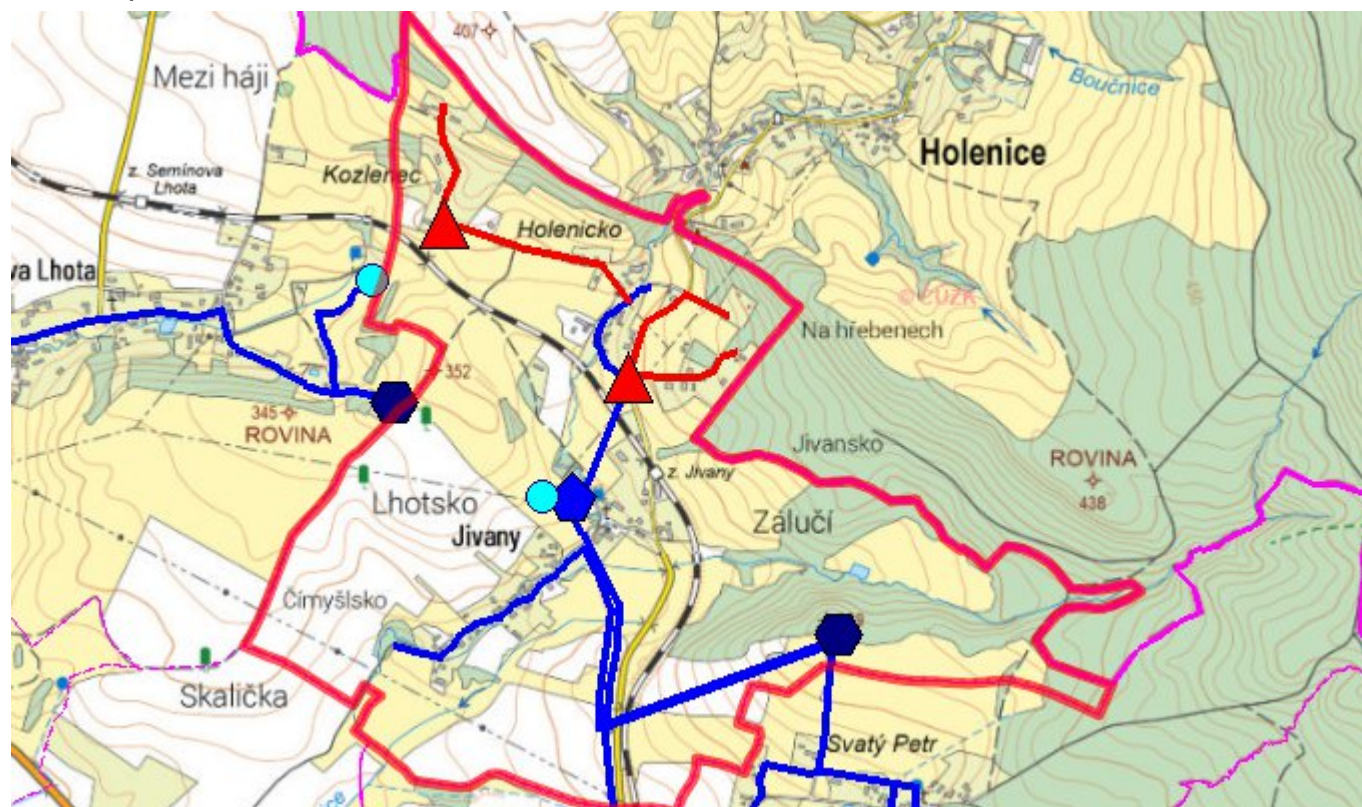 407
Mezi háji
Boučnice
Holenice
z. Semínova
Lhota
Kozlenec
Holenicko
va Lhota
© ČÚZK
Na hřebenech
352
345
ROVINA
Jivansko
ROVINA
438
z. Jivany
Lhotsko
Zálučí
Jivany
Čímyšlsko
Skalička
Svatý Petr